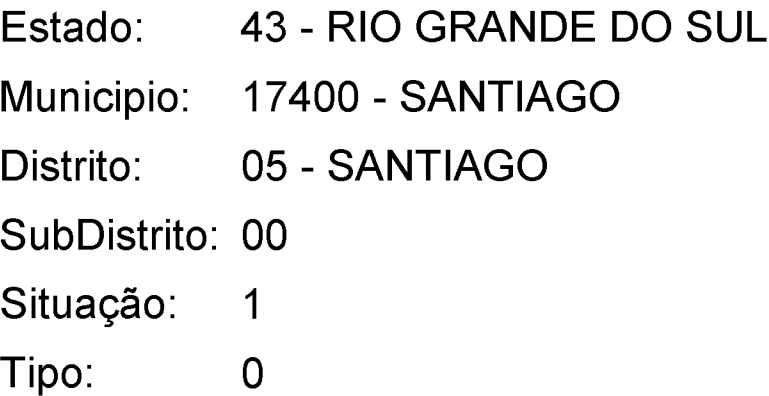 Estado: 43 - RIO GRANDE DO SUL
Municipio: 17400 - SANTIAGO
Distrito: 05 - SANTIAGO
SubDistrito: 00
Situação: 1
Tipo: 0